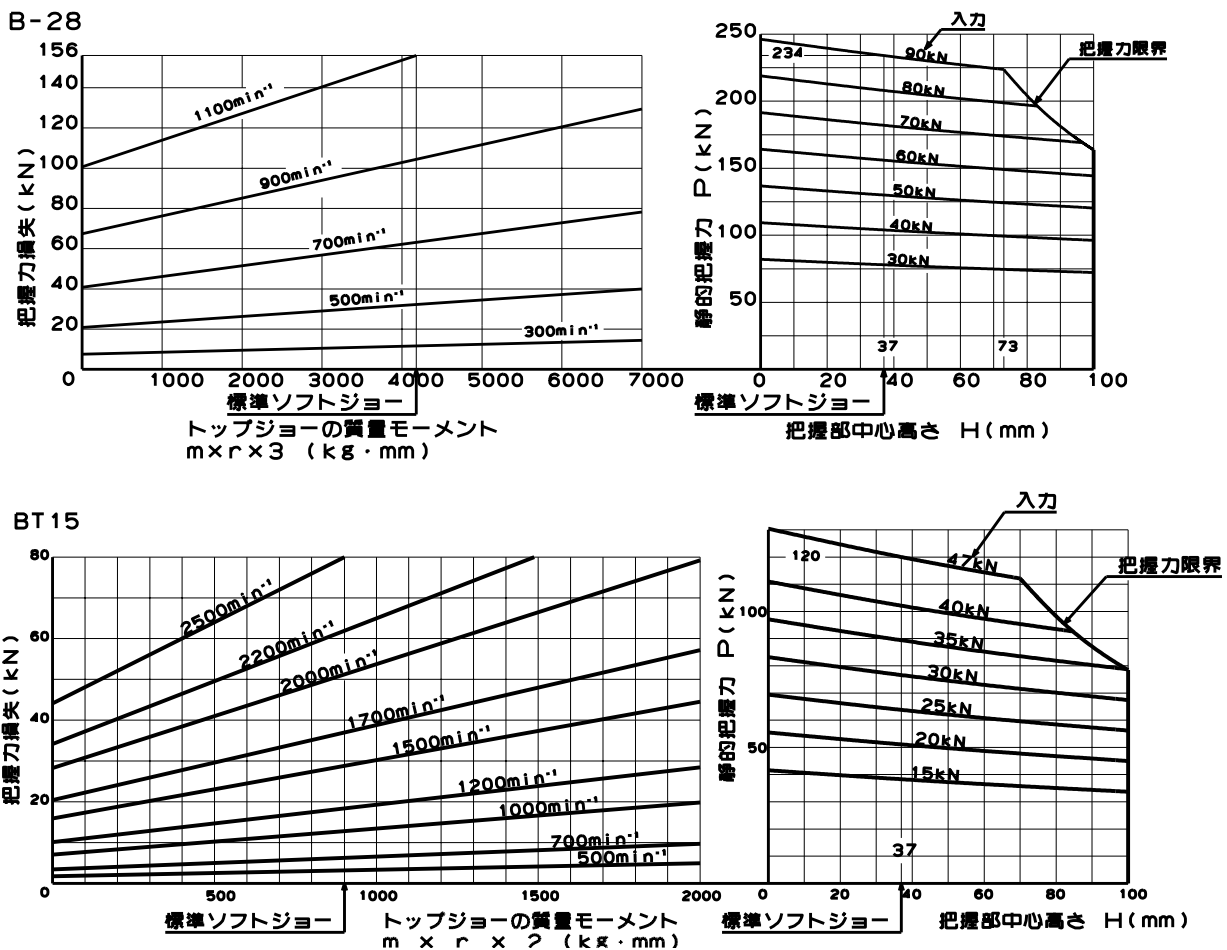 B-28
把握力損失(kN)
156
140
120
100
80
60
40
20
0
1100min⁻¹
900min⁻¹
700min⁻¹
500min⁻¹
300min⁻¹
1000 2000 3000 4000 5000 6000 7000
標準ソフトジョー
トップジョーの質量モーメント
m×r×3 (kg・mm)
静的把握力 P(kN)
250
200
150
100
50
入力
把握力限界
234
90kN
80kN
70kN
60kN
50kN
40kN
30kN
37 73
0 20 40 60 80 100
標準ソフトジョー
把握部中心高さ H(mm)
BT15
把握力損失(kN)
80
60
40
20
0
2500min⁻¹
2200min⁻¹
2000min⁻¹
1700min⁻¹
1500min⁻¹
1200min⁻¹
1000min⁻¹
700min⁻¹
500min⁻¹
500 1000 1500 2000
標準ソフトジョー
トップジョーの質量モーメント
m x r x 2 (kg・mm)
静的把握力 P(kN)
100
50
入力
把握力限界
120
47kN
40kN
35kN
30kN
25kN
20kN
15kN
37
0 20 40 60 80 100
標準ソフトジョー
把握部中心高さ H(mm)